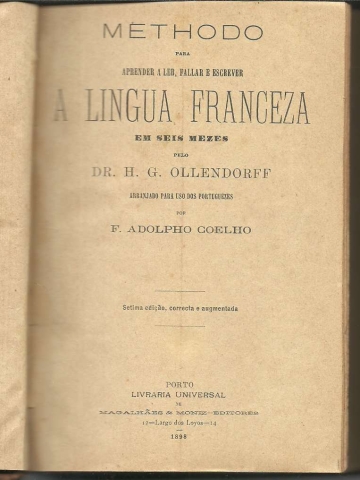 METHODO
PARA
APRENDER A LER, FALLAR E ESCREVER
A LINGUA FRANCEZA
EM SEIS MEZES
PELO
DR. H. G. OLLENDORFF
ARRANJADO PARA USO DOS PORTUGUEZES
POR
F. ADOLPHO COELHO
Setima edição, correcta e augmentada
PORTO
LIVRARIA UNIVERSAL
DE
MAGALHÃES & MONIZ—EDITORES
12—Largo dos Loyos—14
1898